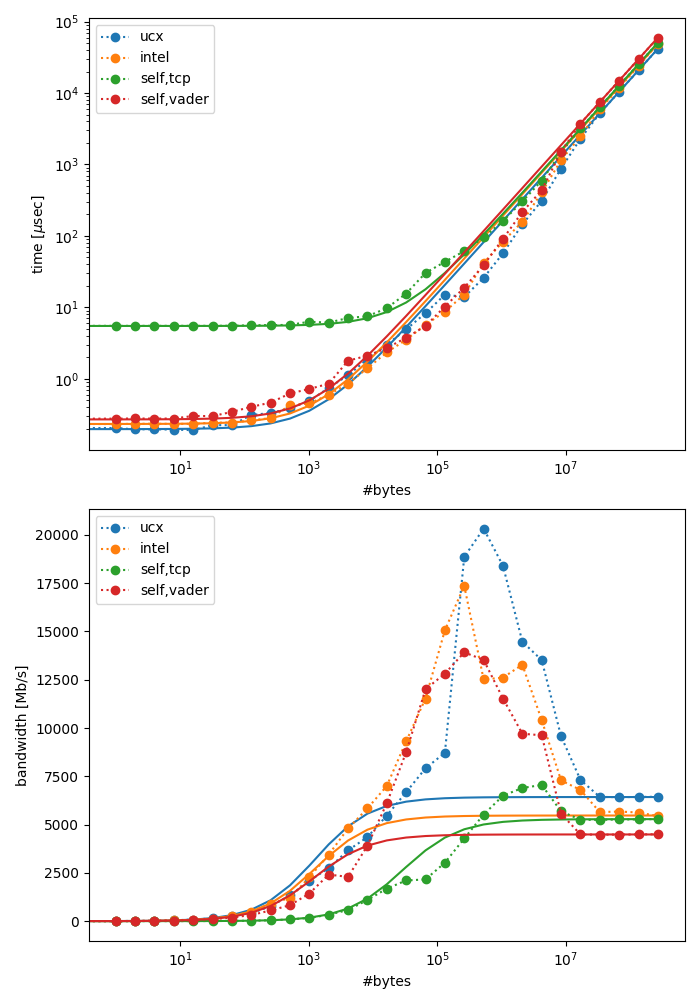 10^5
10^4
10^3
10^2
10^1
10^0
time [μsec]
ucx
intel
self,tcp
self,vader
10^1
10^3
10^5
10^7
#bytes
20000
17500
15000
12500
10000
7500
5000
2500
0
bandwidth [Mb/s]
ucx
intel
self,tcp
self,vader
10^1
10^3
10^5
10^7
#bytes